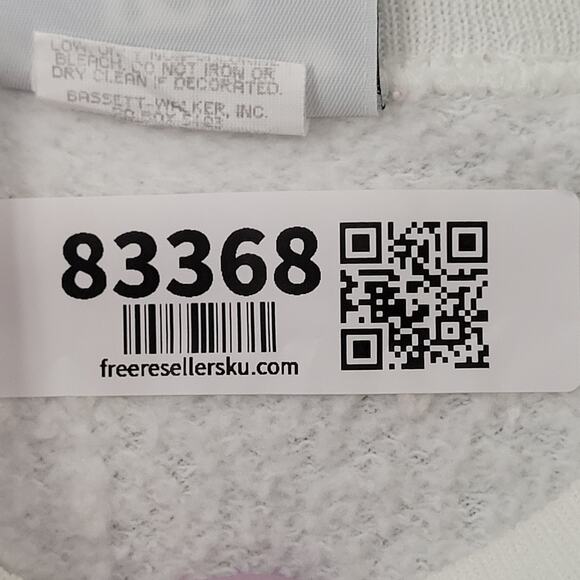 BLEACH. DO NOT IRON OR
DRY CLEAN IF DECORATED.
BASSETT-WALKER, INC.
83368
freeresellersku.com